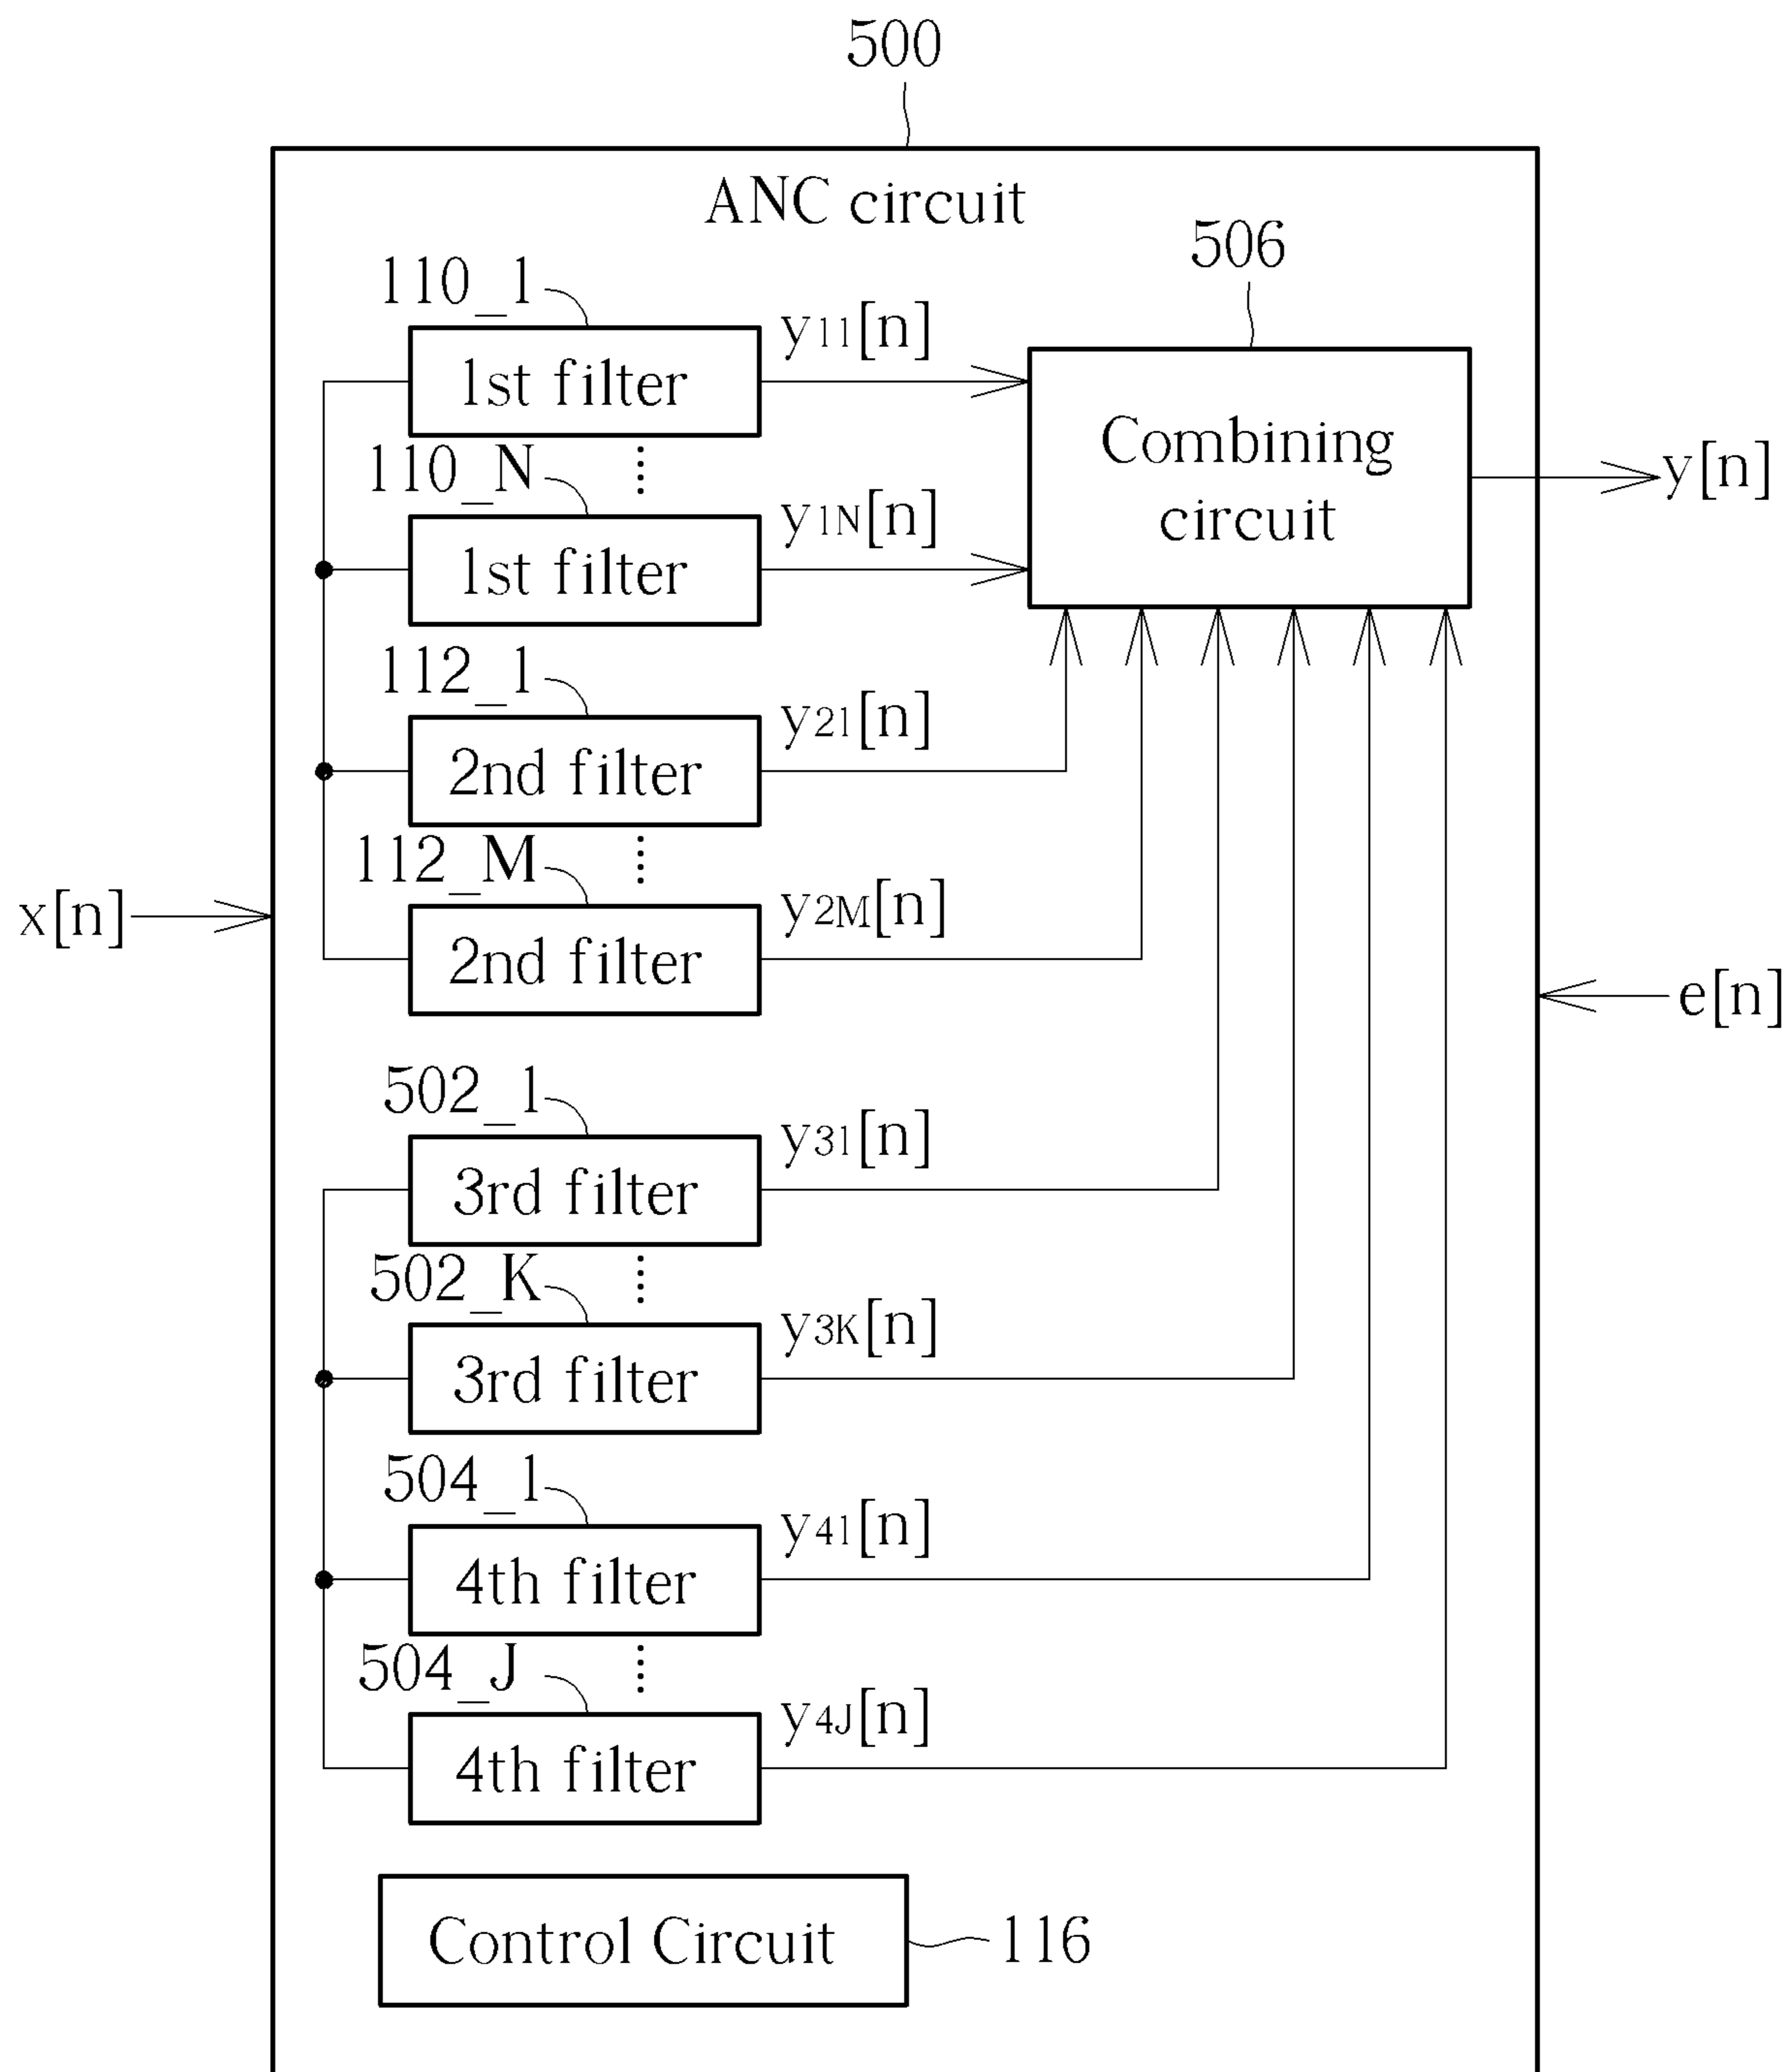 500
ANC circuit
506
110_1
y11[n]
1st filter
110_N
y1N[n]
1st filter
Combining
circuit
y[n]
112_1
y21[n]
2nd filter
112_M
y2M[n]
2nd filter
x[n]
e[n]
502_1
y31[n]
3rd filter
502_K
y3K[n]
3rd filter
504_1
y41[n]
4th filter
504_J
y4J[n]
4th filter
Control Circuit
116